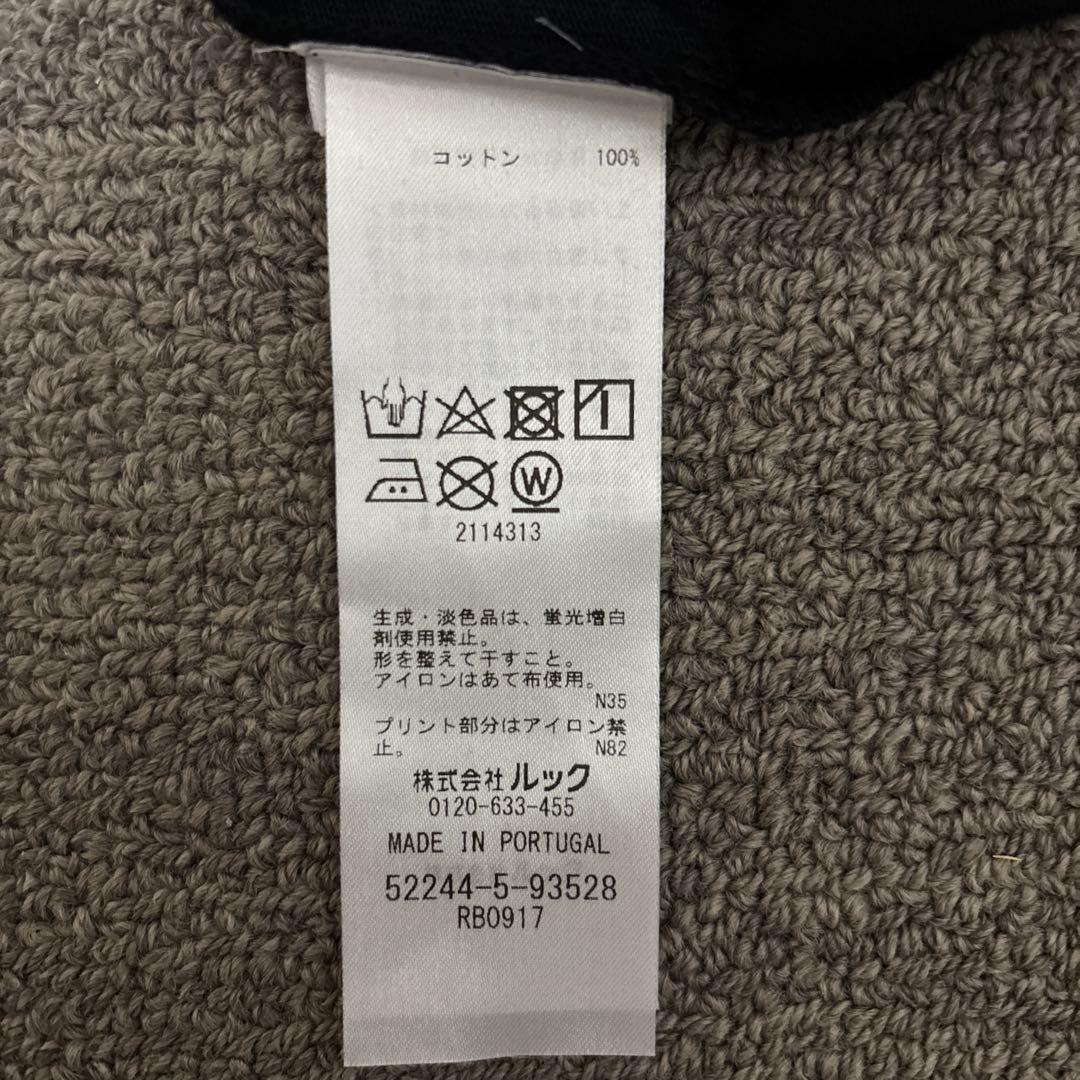 コットン 100%
W
2114313
生成・淡色品は、蛍光増白
剤使用禁止。
形を整えて干すこと。
アイロンはあて布使用。
N35
プリント部分はアイロン禁
止。 N82
株式会社 ルック
0120-633-455
MADE IN PORTUGAL
52244-5-93528
RB0917